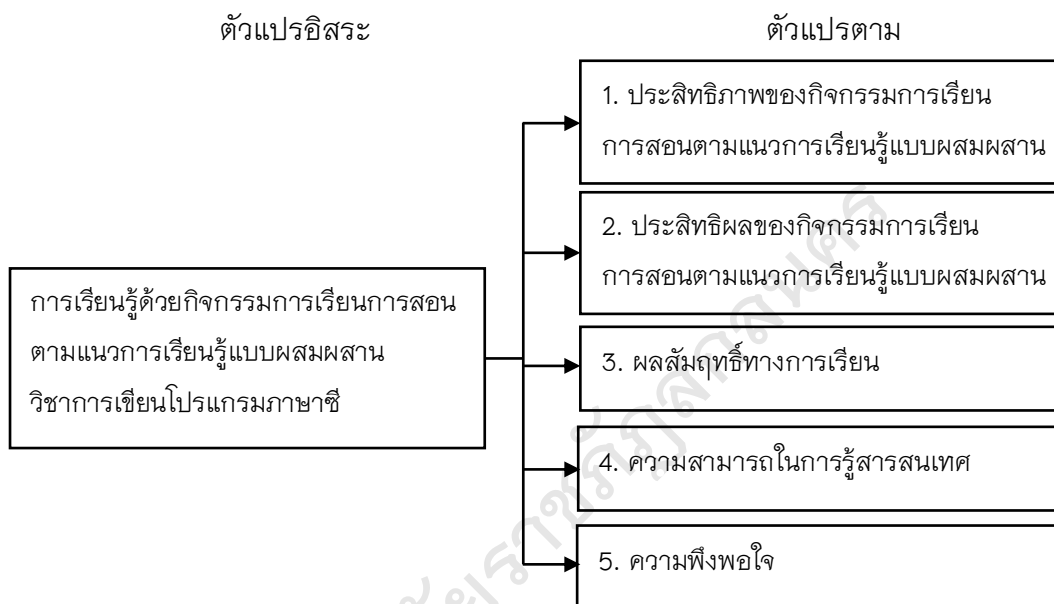 ตัวแปรอิสระ
ตัวแปรตาม
1. ประสิทธิภาพของกิจกรรมการเรียน
การสอนตามแนวการเรียนรู้แบบผสมผสาน
2. ประสิทธิผลของกิจกรรมการเรียน
การสอนตามแนวการเรียนรู้แบบผสมผสาน
การเรียนรู้ด้วยกิจกรรมการเรียนการสอน
ตามแนวการเรียนรู้แบบผสมผสาน
วิชาการเขียนโปรแกรมภาษาซี
3. ผลสัมฤทธิ์ทางการเรียน
4. ความสามารถในการรู้สารสนเทศ
5. ความพึงพอใจ